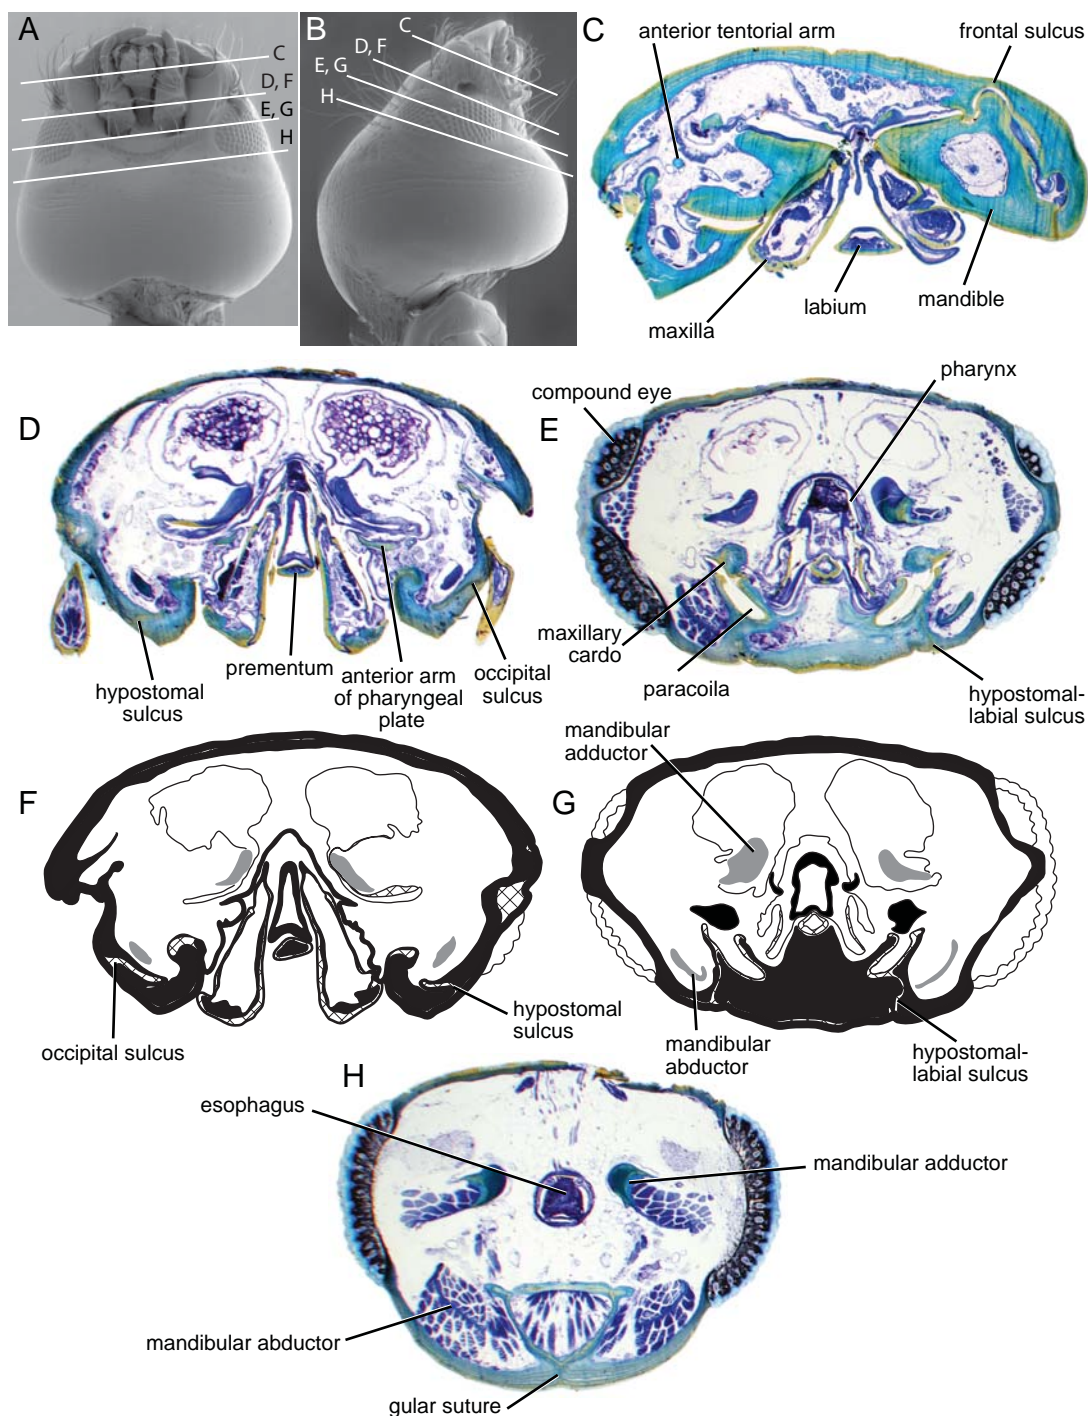 A
C
D, F
E, G
H
B
C
D, F
E, G
H
C
anterior tentorial arm
frontal sulcus
maxilla
labium
mandible
D
hypostomal
sulcus
prementum
anterior arm
of pharyngeal
plate
occipital
sulcus
E
compound eye
pharynx
maxillary
cardo
paracoila
hypostomal-
labial sulcus
F
occipital sulcus
hypostomal
sulcus
G
mandibular
adductor
mandibular
abductor
hypostomal-
labial sulcus
H
esophagus
mandibular adductor
mandibular abductor
gular suture